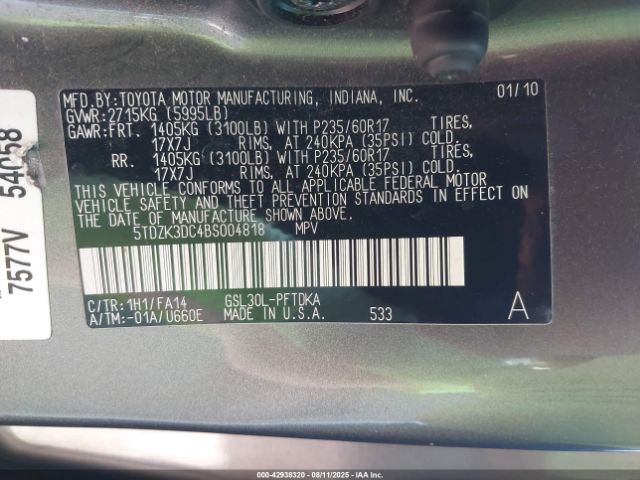 MFD.BY:TOYOTA MOTOR MANUFACTURING, INDIANA, INC. 01/10
GVWR:2715KG (5995LB)
GAWR:FRT. 1405KG (3100LB) WITH P235/60R17 TIRES,
17X7J RIMS, AT 240KPA (35PSI) COLD.
RR. 1405KG (3100LB) WITH P235/60R17 TIRES,
17X7J RIMS, AT 240KPA (35PSI) COLD.
THIS VEHICLE CONFORMS TO ALL APPLICABLE FEDERAL MOTOR
VEHICLE SAFETY AND THEFT PREVENTION STANDARDS IN EFFECT ON
THE DATE OF MANUFACTURE SHOWN ABOVE.
5TDZK3DC4BS004818 MPV
C/TR:1H1/FA14 GSL30L-PFTDKA
A/TM:-01A/U660E MADE IN U.S.A. 533 A
7577V 54C58
000-42938320 - 08/11/2025 - IAAI.COM